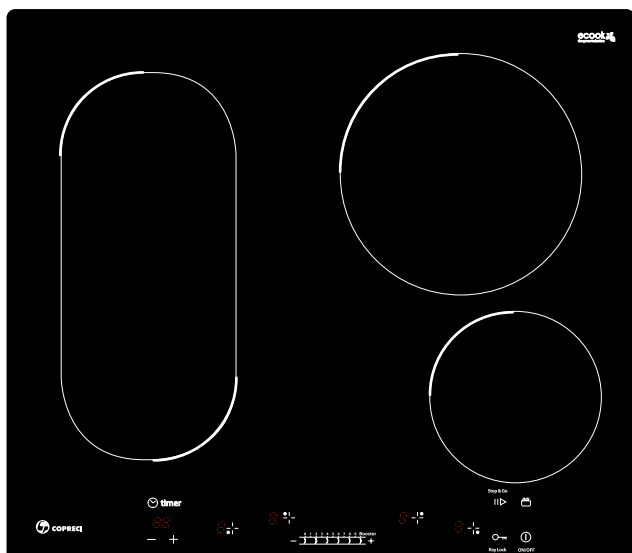 ecook
Stop & Go
timer
COPRECI
0 1 2 3 4 5 6 7 8 9 Booster
Key Lock
ON/OFF